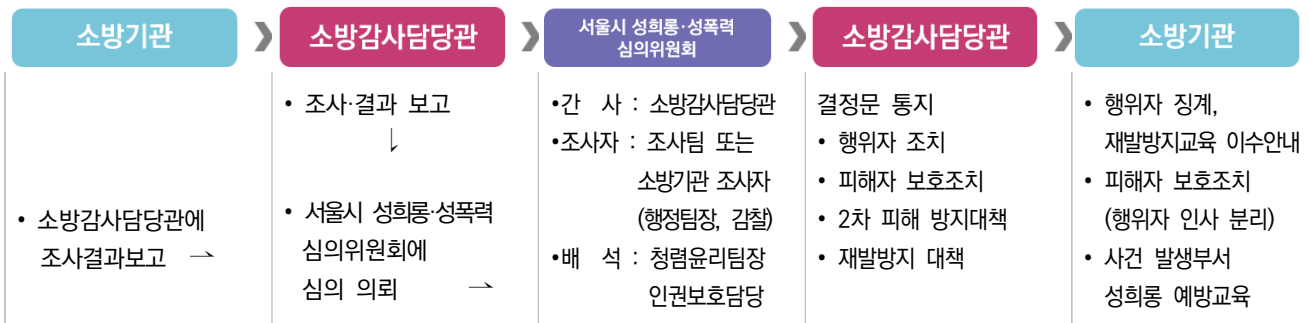 소방기관
소방감사담당관
서울시 성희롱·성폭력
심의위원회
소방감사담당관
소방기관
• 소방감사담당관에
조사결과보고 →
• 조사·결과 보고
↓
• 서울시 성희롱·성폭력
심의위원회에
심의 의뢰 →
•간 사 : 소방감사담당관
•조사자 : 조사팀 또는
소방기관 조사자
(행정팀장, 감찰)
•배 석 : 청렴윤리팀장
인권보호담당
결정문 통지
• 행위자 조치
• 피해자 보호조치
• 2차 피해 방지대책
• 재발방지 대책
• 행위자 징계,
재발방지교육 이수안내
• 피해자 보호조치
(행위자 인사 분리)
• 사건 발생부서
성희롱 예방교육